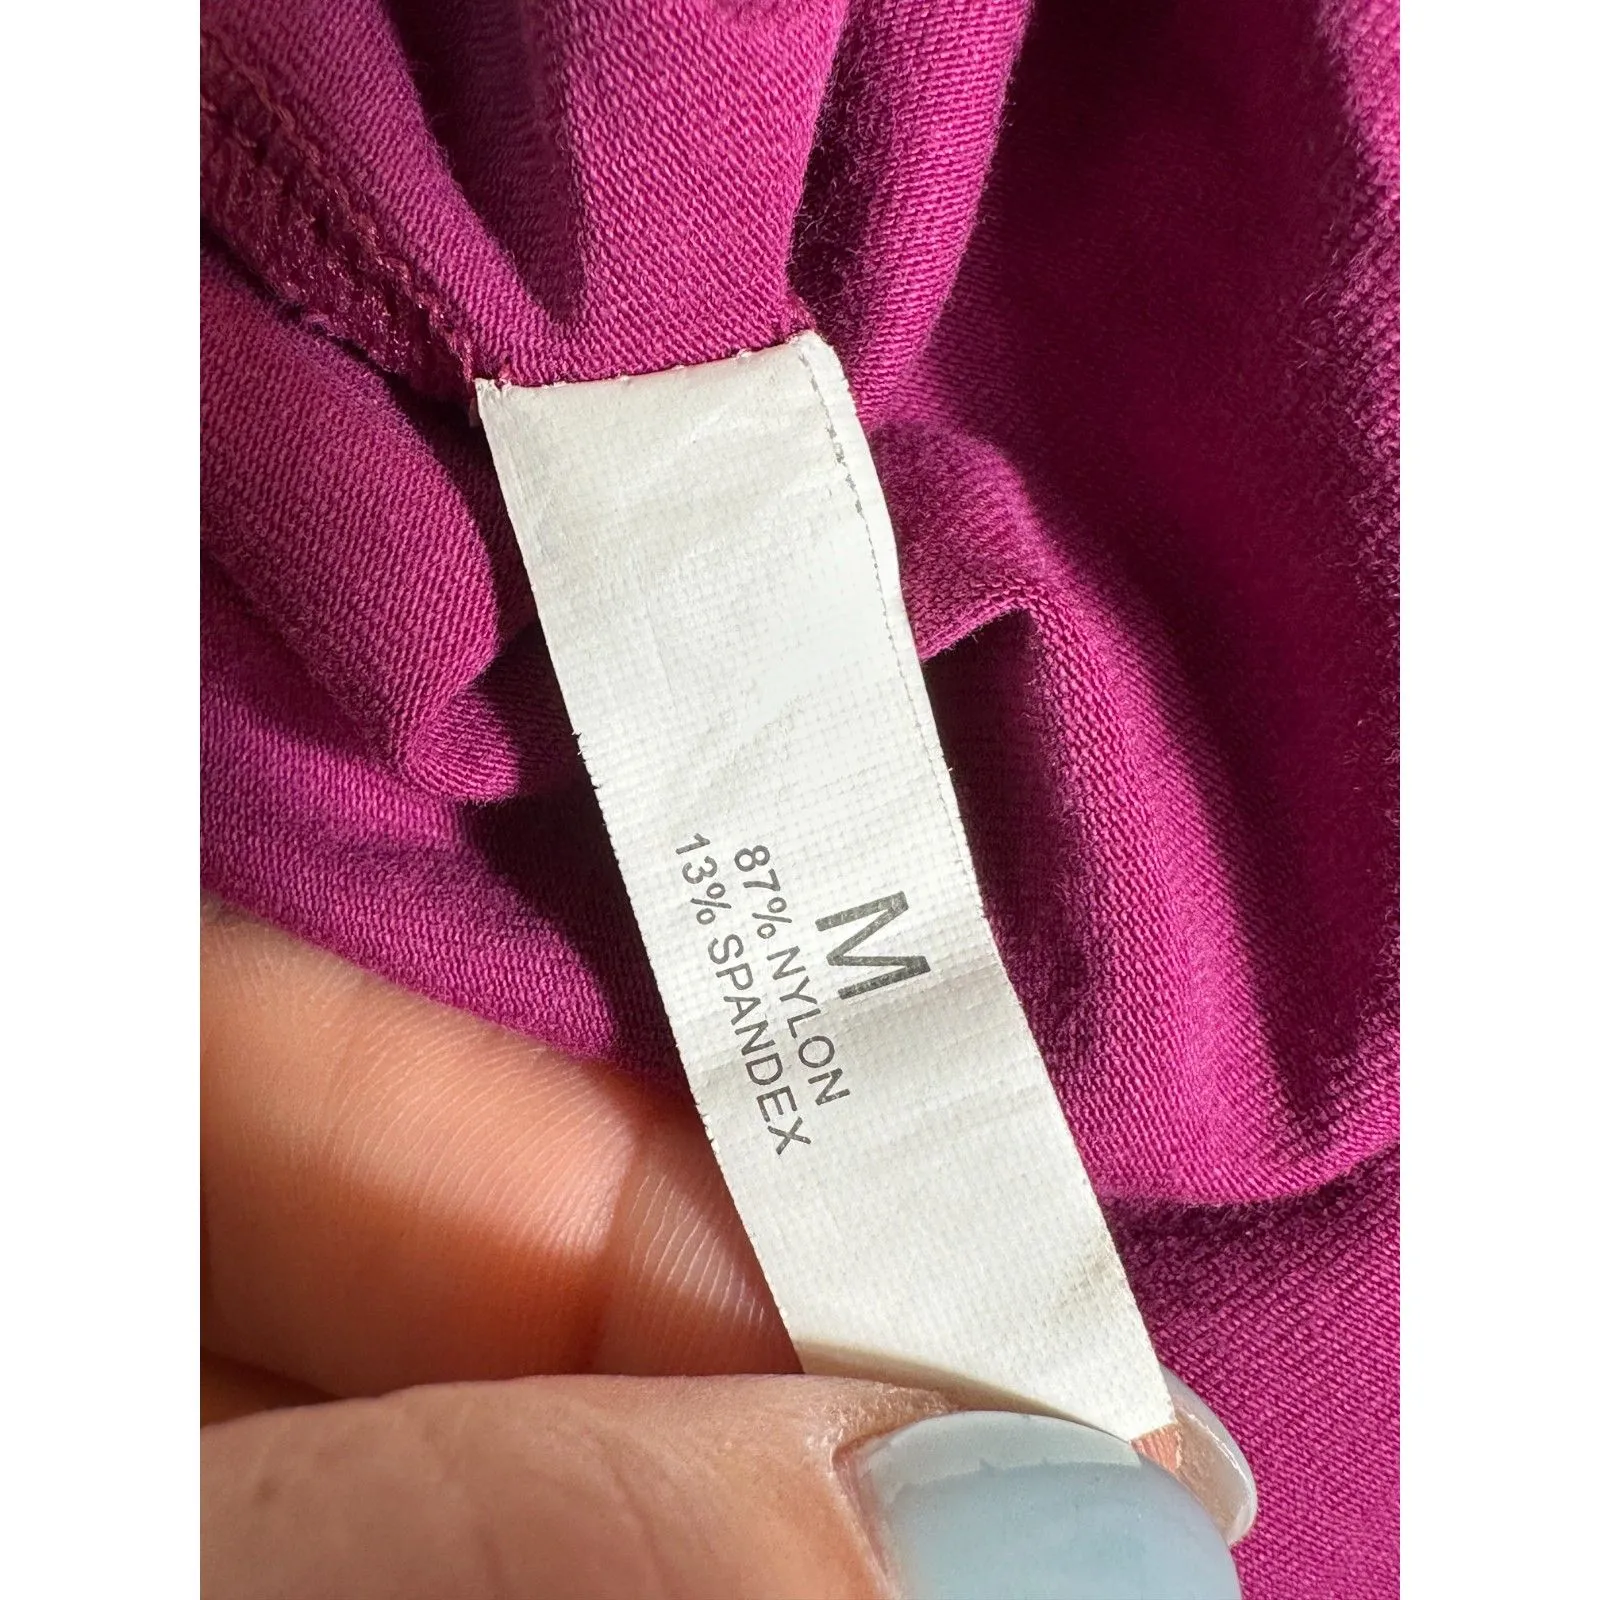 M
87% NYLON
13% SPANDEX